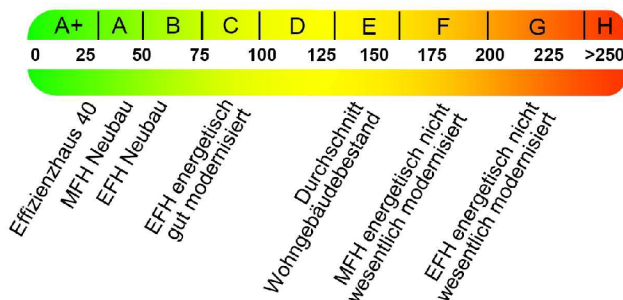 A+ A B C D E F G H
0 25 50 75 100 125 150 175 200 225 >250
Effizienzhaus 40
MFH Neubau
EFH Neubau
EFH energetisch
gut modernisiert
Durchschnitt
Wohngebäudebestand
MFH energetisch nicht
wesentlich modernisiert
EFH energetisch nicht
wesentlich modernisiert